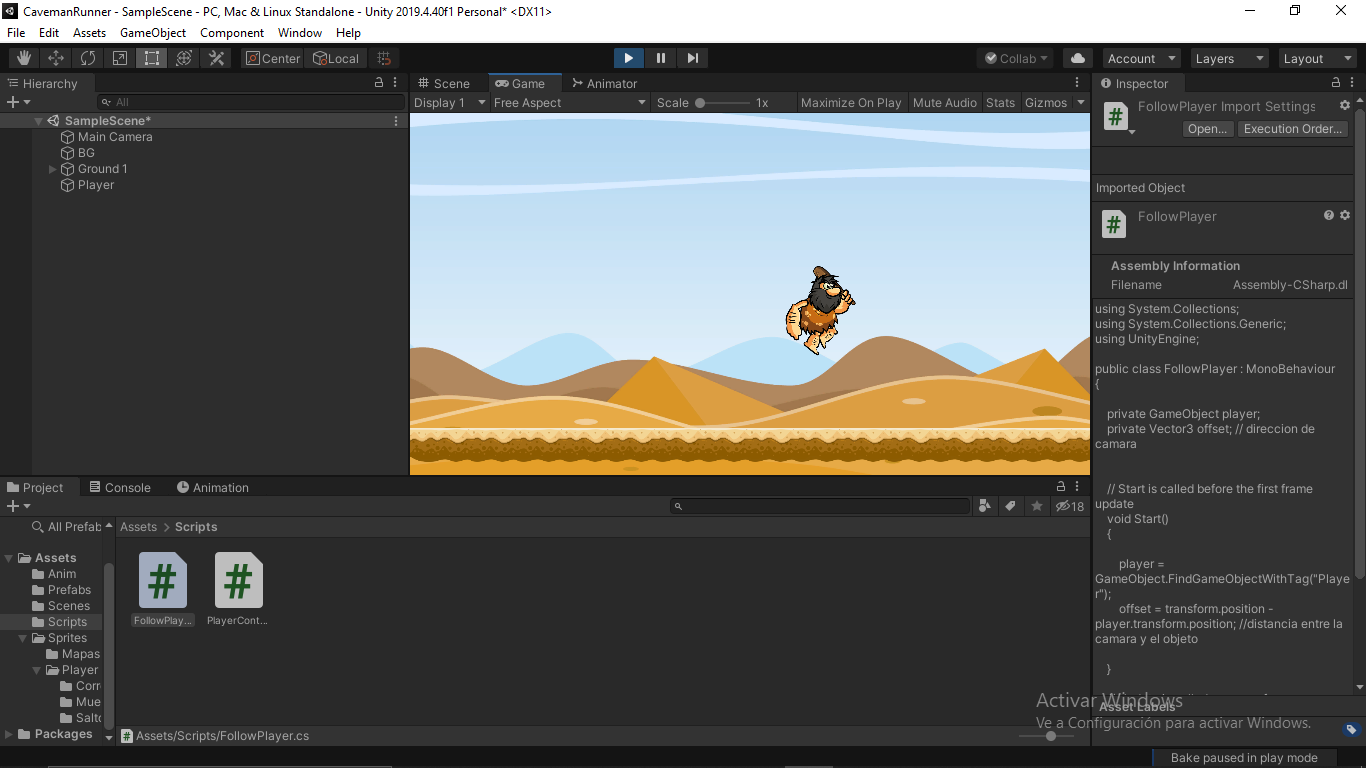 CavemanRunner - SampleScene - PC, Mac & Linux Standalone - Unity 2019.4.40f1 Personal* <DX11>
File Edit Assets GameObject Component Window Help
Center Local Collab Account Layers Layout
Hierarchy
All
SampleScene*
Main Camera
BG
Ground 1
Player
Scene Game Animator
Display 1 Free Aspect Scale 1x Maximize On Play Mute Audio Stats Gizmos
Inspector
FollowPlayer Import Settings
Open... Execution Order...
Imported Object
FollowPlayer
Assembly Information
Filename Assembly-CSharp.dl
using System.Collections;
using System.Collections.Generic;
using UnityEngine;
public class FollowPlayer : MonoBehaviour
{
private GameObject player;
private Vector3 offset; // direccion de
camara
// Start is called before the first frame
update
void Start()
{
player =
GameObject.FindGameObjectWithTag("Playe
r");
offset = transform.position -
player.transform.position; //distancia entre la
camara y el objeto
}
Asset Labels
Project Console Animation
18
All Prefab
Assets
Anim
Prefabs
Scenes
Scripts
Sprites
Mapas
Player
Corr
Mue
Salto
Packages
Assets > Scripts
FollowPlay...
PlayerCont...
Assets/Scripts/FollowPlayer.cs
Activar Windows
Ve a Configuración para activar Windows.
Bake paused in play mode